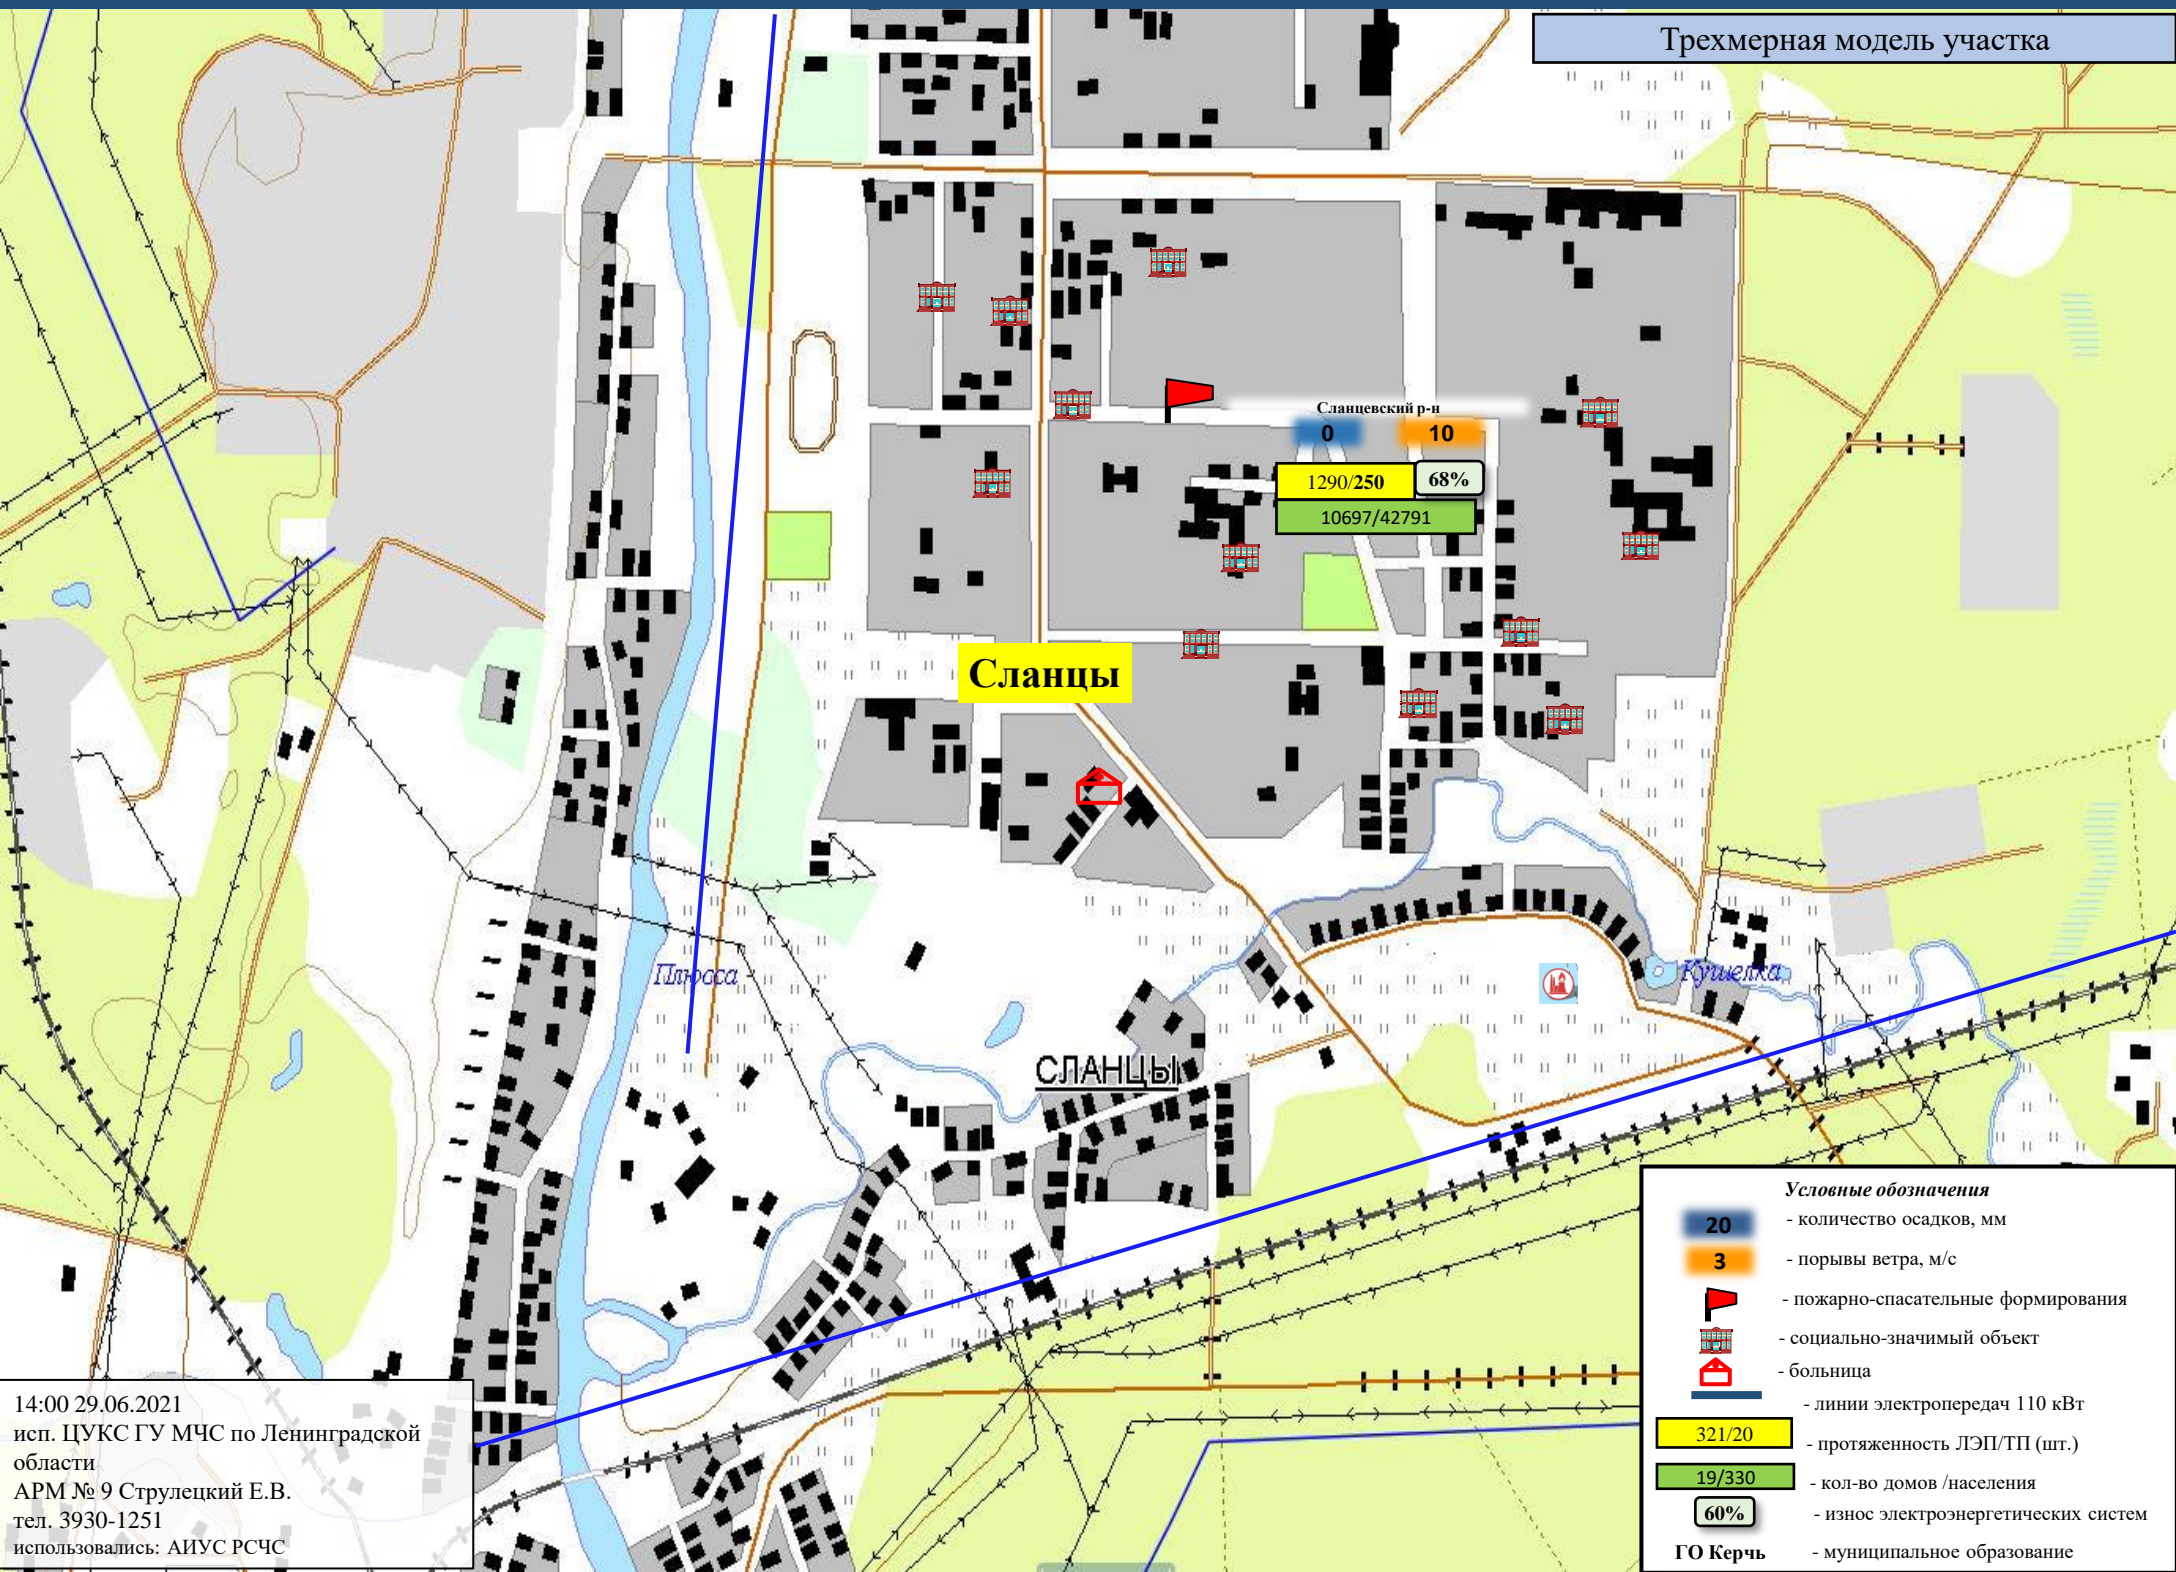 Трехмерная модель участка
Сланцевский р-н
0
10
1290/250
68%
10697/42791
Сланцы
Плюсса
Кушелка
СЛАНЦЫ
Условные обозначения
20 - количество осадков, мм
3 - порывы ветра, м/с
- пожарно-спасательные формирования
- социально-значимый объект
- больница
- линии электропередач 110 кВт
321/20 - протяженность ЛЭП/ТП (шт.)
19/330 - кол-во домов /населения
60% - износ электроэнергетических систем
ГО Керчь - муниципальное образование
14:00 29.06.2021
исп. ЦУКС ГУ МЧС по Ленинградской
области
АРМ № 9 Струлецкий Е.В.
тел. 3930-1251
использовались: АИУС РСЧС